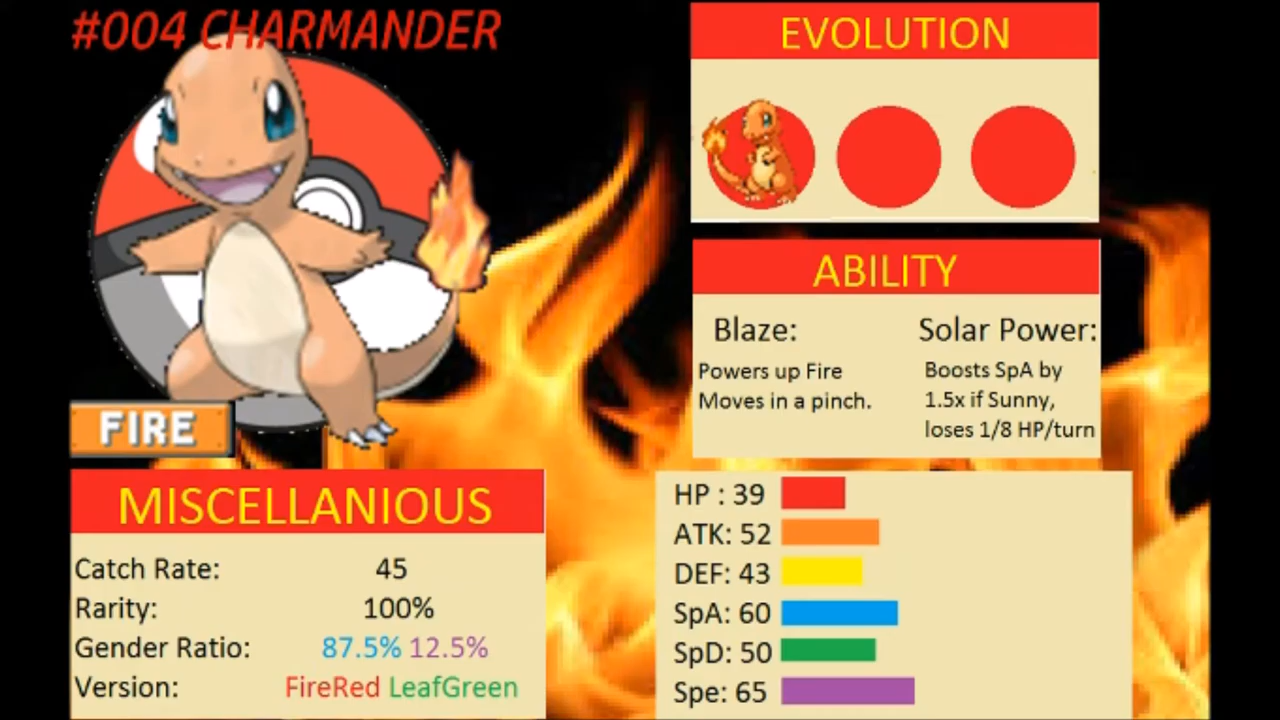 #004 CHARMANDER
FIRE
EVOLUTION
ABILITY
Blaze:
Powers up Fire
Moves in a pinch.
Solar Power:
Boosts SpA by
1.5x if Sunny,
loses 1/8 HP/turn
MISCELLANIOUS
Catch Rate: 45
Rarity: 100%
Gender Ratio: 87.5% 12.5%
Version: FireRed LeafGreen
HP : 39
ATK: 52
DEF: 43
SpA: 60
SpD: 50
Spe: 65